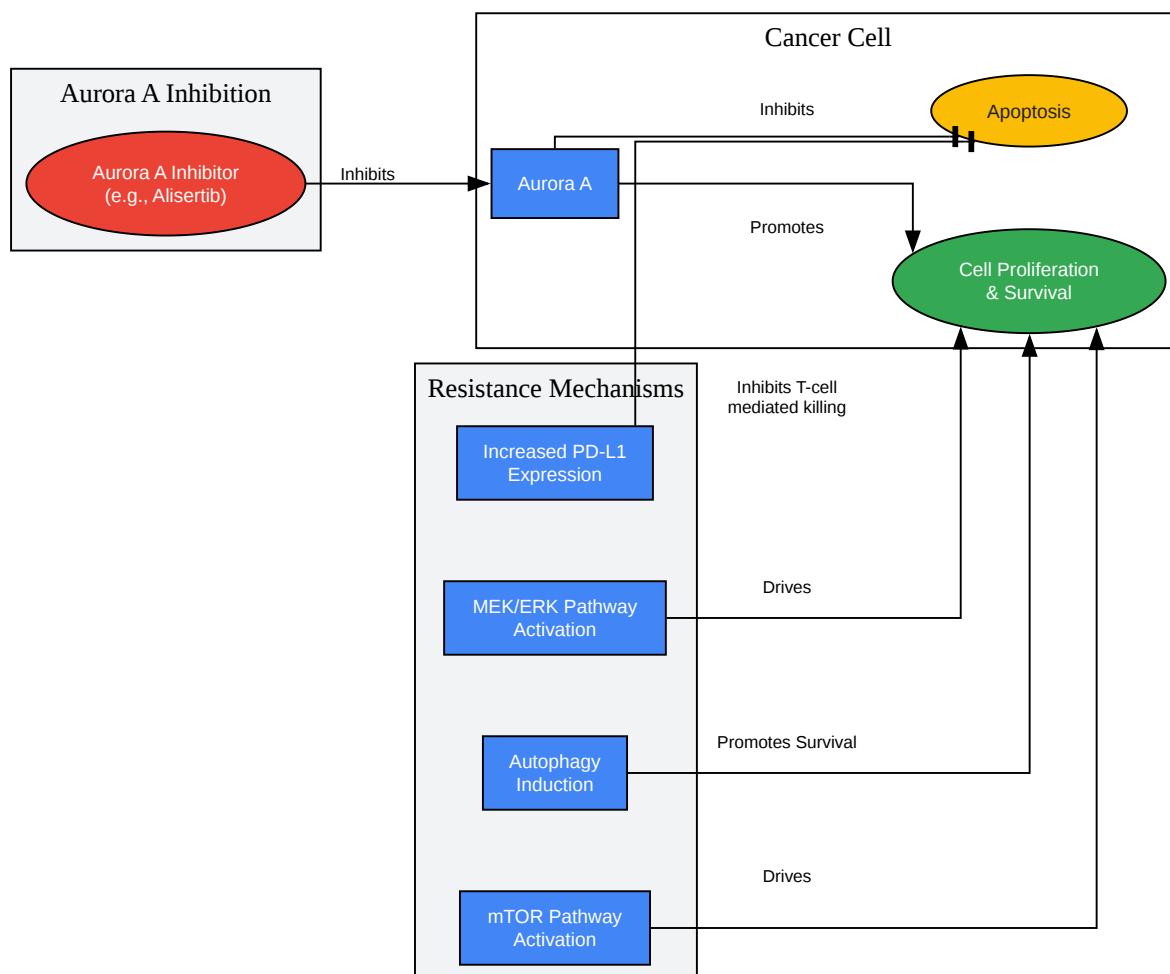 Cancer Cell
Aurora A Inhibition
Aurora A Inhibitor
(e.g., Alisertib)
Inhibits
Aurora A
Inhibits
Apoptosis
Promotes
Cell Proliferation
& Survival
Resistance Mechanisms
Inhibits T-cell
mediated killing
Increased PD-L1
Expression
MEK/ERK Pathway
Activation
Drives
Autophagy
Induction
Promotes Survival
mTOR Pathway
Activation
Drives